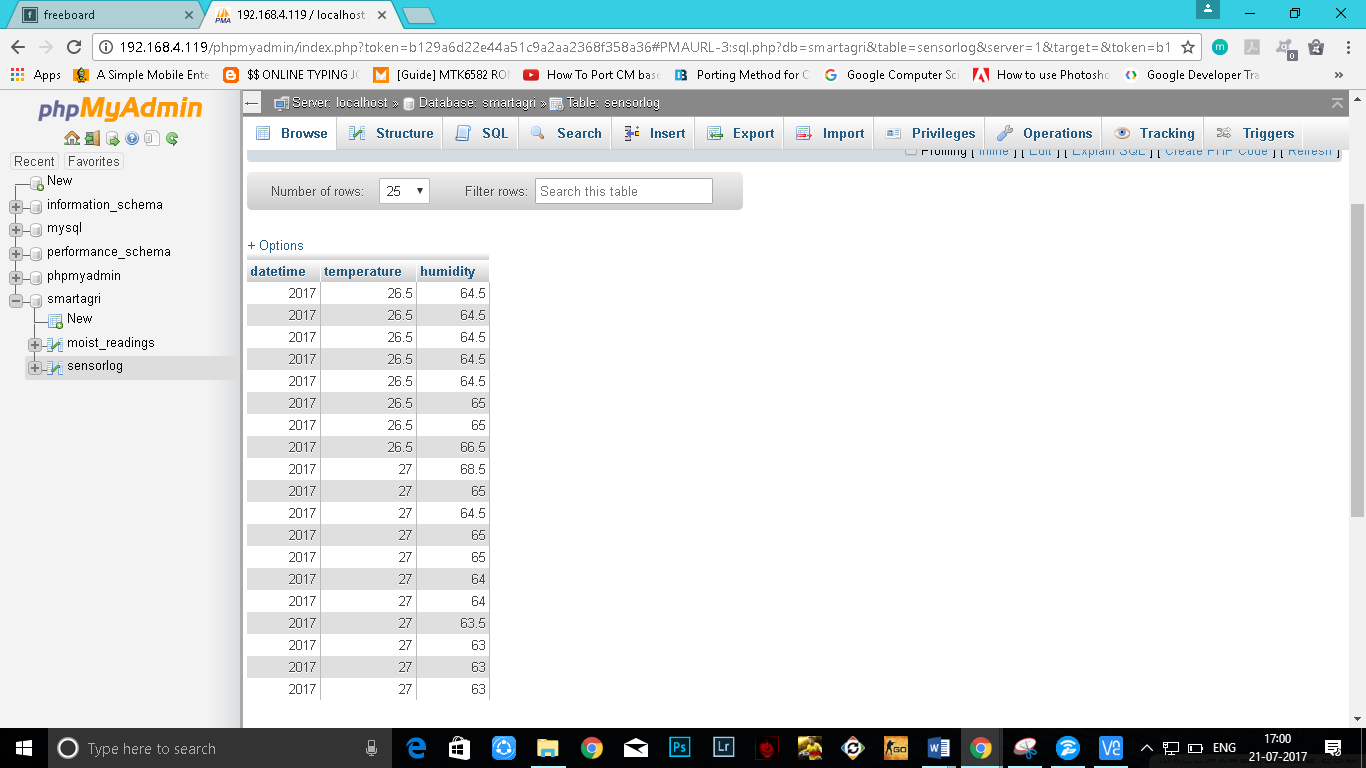 freeboard
192.168.4.119 / localhost
192.168.4.119/phpmyadmin/index.php?token=b129a6d22e44a51c9a2aa2368f358a36#PMAURL-3:sql.php?db=smartagri&table=sensorlog&server=1&target=&token=b1
Apps A Simple Mobile Ente $$ ONLINE TYPING JO [Guide] MTK6582 ROM How To Port CM base Porting Method for C Google Computer Sci How to use Photosho Google Developer Tra »
phpMyAdmin
Recent Favorites
New
information_schema
mysql
performance_schema
phpmyadmin
smartagri
New
moist_readings
sensorlog
Server: localhost » Database: smartagri » Table: sensorlog
Browse Structure SQL Search Insert Export Import Privileges Operations Tracking Triggers
Profiling [ Inline ] [ Edit ] [ Explain SQL ] [ Create PHP Code ] [ Refresh ]
Number of rows: 25 Filter rows: Search this table
+ Options
datetime temperature humidity
2017 26.5 64.5
2017 26.5 64.5
2017 26.5 64.5
2017 26.5 64.5
2017 26.5 64.5
2017 26.5 65
2017 26.5 65
2017 26.5 66.5
2017 27 68.5
2017 27 65
2017 27 64.5
2017 27 65
2017 27 65
2017 27 64
2017 27 64
2017 27 63.5
2017 27 63
2017 27 63
2017 27 63
Type here to search
ENG 17:00
21-07-2017